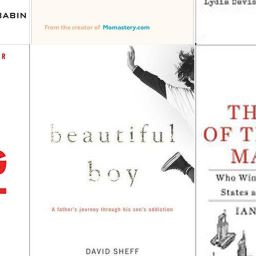 BABIN
From the creator of Momastery.com
Lydia Davis
R
G
beautiful
boy
A father's journey through his son's addiction
DAVID SHEFF
TH
OF T
MA
Who Win
States a
IAN